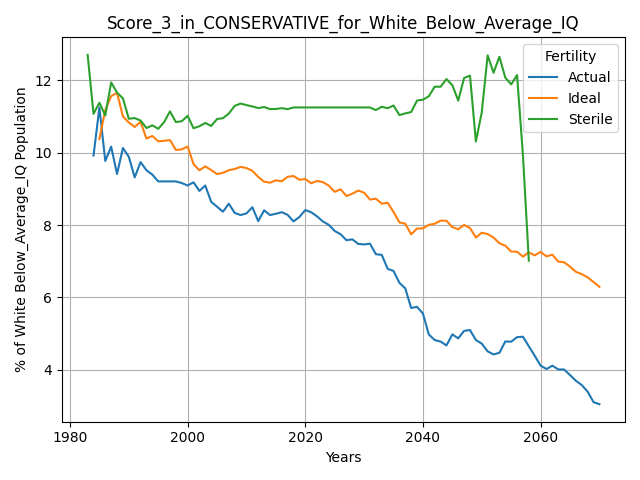 Score_3_in_CONSERVATIVE_for_White_Below_Average_IQ
% of White Below_Average_IQ Population
12
10
8
6
4
Fertility
Actual
Ideal
Sterile
1980
2000
2020
2040
2060
Years